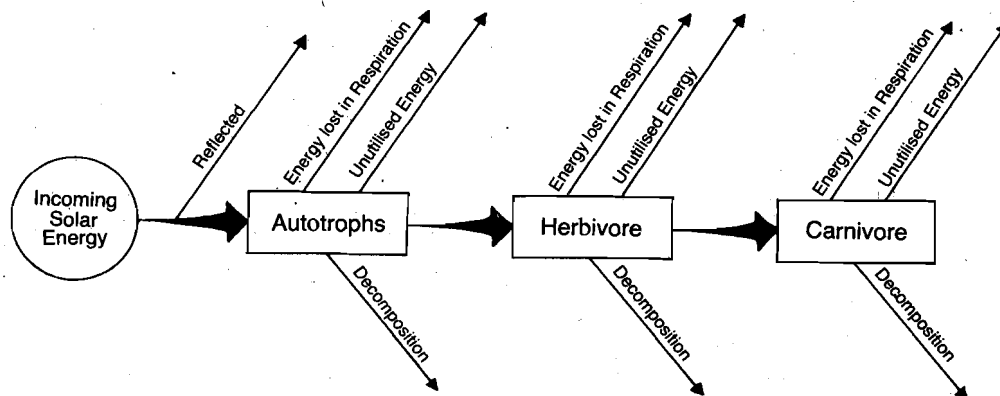 Incoming
Solar
Energy
Reflected
Autotrophs
Energy lost in Respiration
Unutilised Energy
Decomposition
Herbivore
Energy lost in Respiration
Unutilised Energy
Decomposition
Carnivore
Energy lost in Respiration
Unutilised Energy
Decomposition